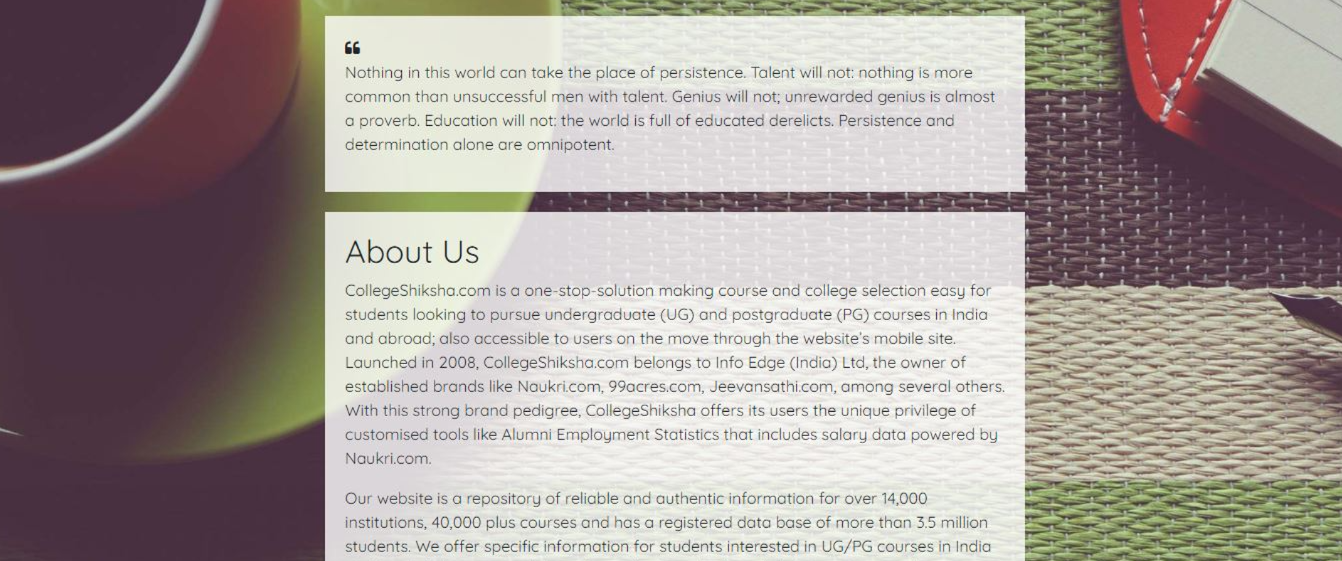 “
Nothing in this world can take the place of persistence. Talent will not: nothing is more
common than unsuccessful men with talent. Genius will not; unrewarded genius is almost
a proverb. Education will not: the world is full of educated derelicts. Persistence and
determination alone are omnipotent.
About Us
CollegeShiksha.com is a one-stop-solution making course and college selection easy for
students looking to pursue undergraduate (UG) and postgraduate (PG) courses in India
and abroad; also accessible to users on the move through the website's mobile site.
Launched in 2008, CollegeShiksha.com belongs to Info Edge (India) Ltd, the owner of
established brands like Naukri.com, 99acres.com, Jeevansathi.com, among several others.
With this strong brand pedigree, CollegeShiksha offers its users the unique privilege of
customised tools like Alumni Employment Statistics that includes salary data powered by
Naukri.com.
Our website is a repository of reliable and authentic information for over 14,000
institutions, 40,000 plus courses and has a registered data base of more than 3.5 million
students. We offer specific information for students interested in UG/PG courses in India